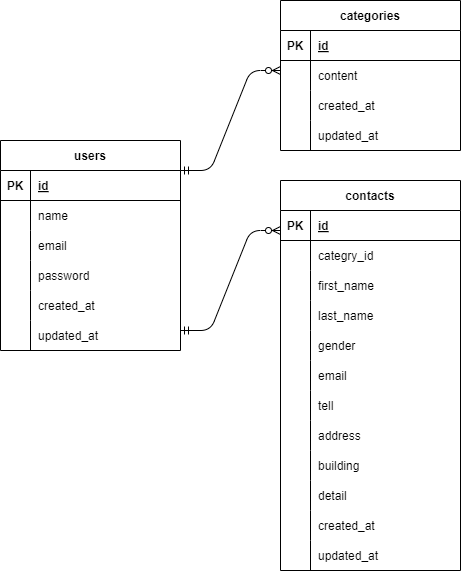 categories
PK id
content
created_at
updated_at
users
PK id
name
email
password
created_at
updated_at
contacts
PK id
categry_id
first_name
last_name
gender
email
tell
address
building
detail
created_at
updated_at